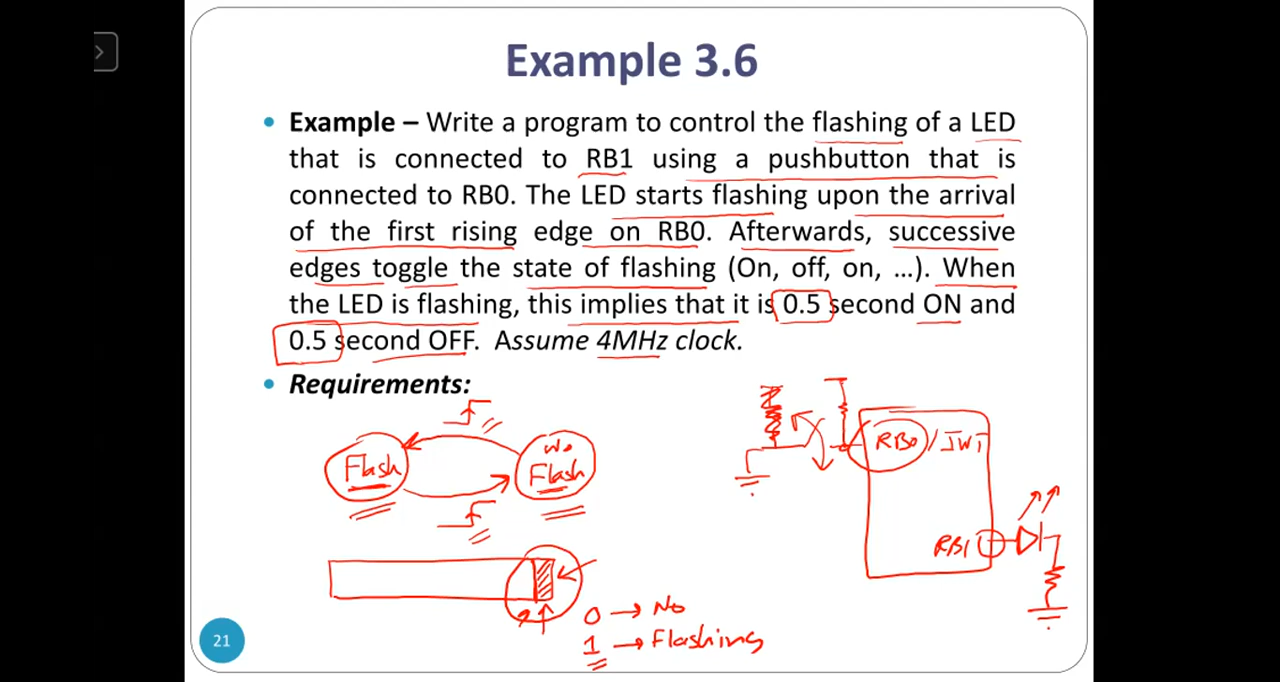 Example 3.6
• Example – Write a program to control the flashing of a LED
that is connected to RB1 using a pushbutton that is
connected to RB0. The LED starts flashing upon the arrival
of the first rising edge on RB0. Afterwards, successive
edges toggle the state of flashing (On, off, on, …). When
the LED is flashing, this implies that it is 0.5 second ON and
0.5 second OFF. Assume 4MHz clock.
• Requirements:
Flash
No
Flash
RB0/INT
RB1
0 → No
1 → Flashing
21